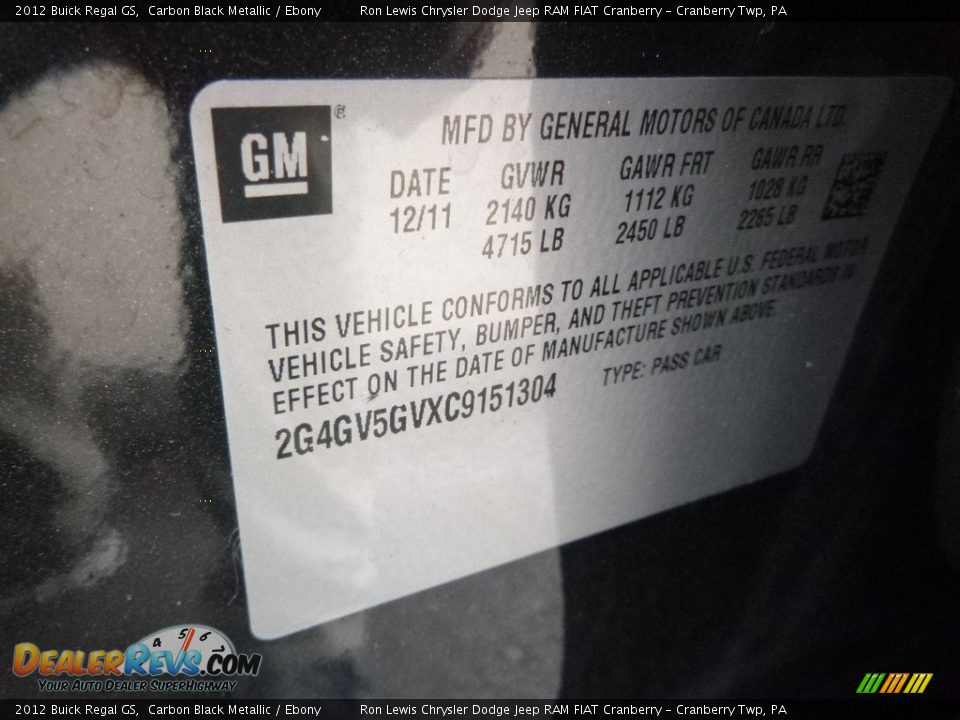 2012 Buick Regal GS, Carbon Black Metallic / Ebony Ron Lewis Chrysler Dodge Jeep RAM FIAT Cranberry - Cranberry Twp, PA
GM®
MFD BY GENERAL MOTORS OF CANADA LTD.
DATE GVWR GAWR FRT GAWR RR
12/11 2140 KG 1112 KG 1028 KG
4715 LB 2450 LB 2265 LB
THIS VEHICLE CONFORMS TO ALL APPLICABLE U.S. FEDERAL MOTOR
VEHICLE SAFETY, BUMPER, AND THEFT PREVENTION STANDARDS IN
EFFECT ON THE DATE OF MANUFACTURE SHOWN ABOVE.
2G4GV5GVXC9151304 TYPE: PASS CAR
4 5 6
DEALERREVS.COM
YOUR AUTO DEALER SUPERHIGHWAY
2012 Buick Regal GS, Carbon Black Metallic / Ebony Ron Lewis Chrysler Dodge Jeep RAM FIAT Cranberry - Cranberry Twp, PA